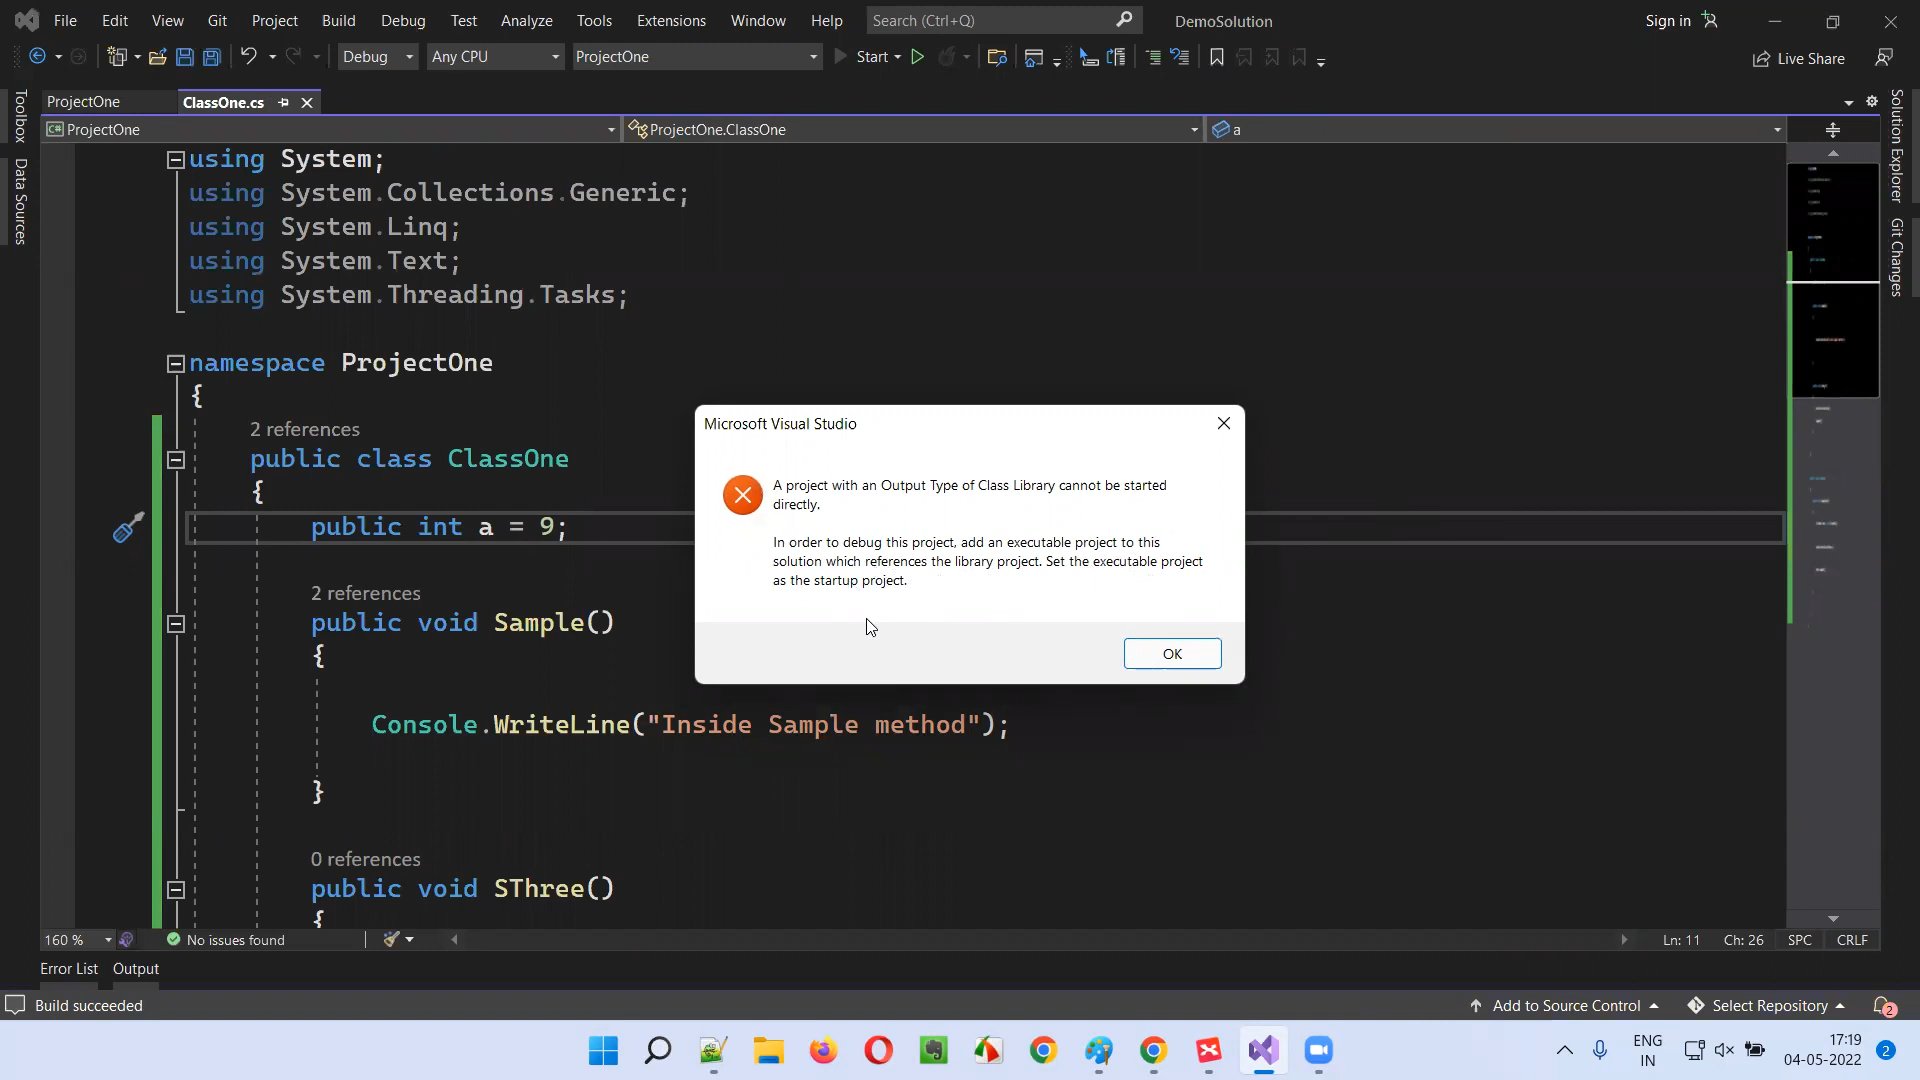 File Edit View Git Project Build Debug Test Analyze Tools Extensions Window Help Search (Ctrl+Q) DemoSolution Sign in
Debug Any CPU ProjectOne Start Live Share
Toolbox
Data Sources
ProjectOne ClassOne.cs
C# ProjectOne ProjectOne.ClassOne a
using System;
using System.Collections.Generic;
using System.Linq;
using System.Text;
using System.Threading.Tasks;
namespace ProjectOne
{
2 references
public class ClassOne
{
public int a = 9;
2 references
public void Sample()
{
Console.WriteLine("Inside Sample method");
}
0 references
public void SThree()
{
Microsoft Visual Studio
A project with an Output Type of Class Library cannot be started
directly.
In order to debug this project, add an executable project to this
solution which references the library project. Set the executable project
as the startup project.
OK
Solution Explorer
Git Changes
160 % No issues found Ln: 11 Ch: 26 SPC CRLF
Error List Output
Build succeeded Add to Source Control Select Repository 2
ENG
IN
17:19
04-05-2022
2